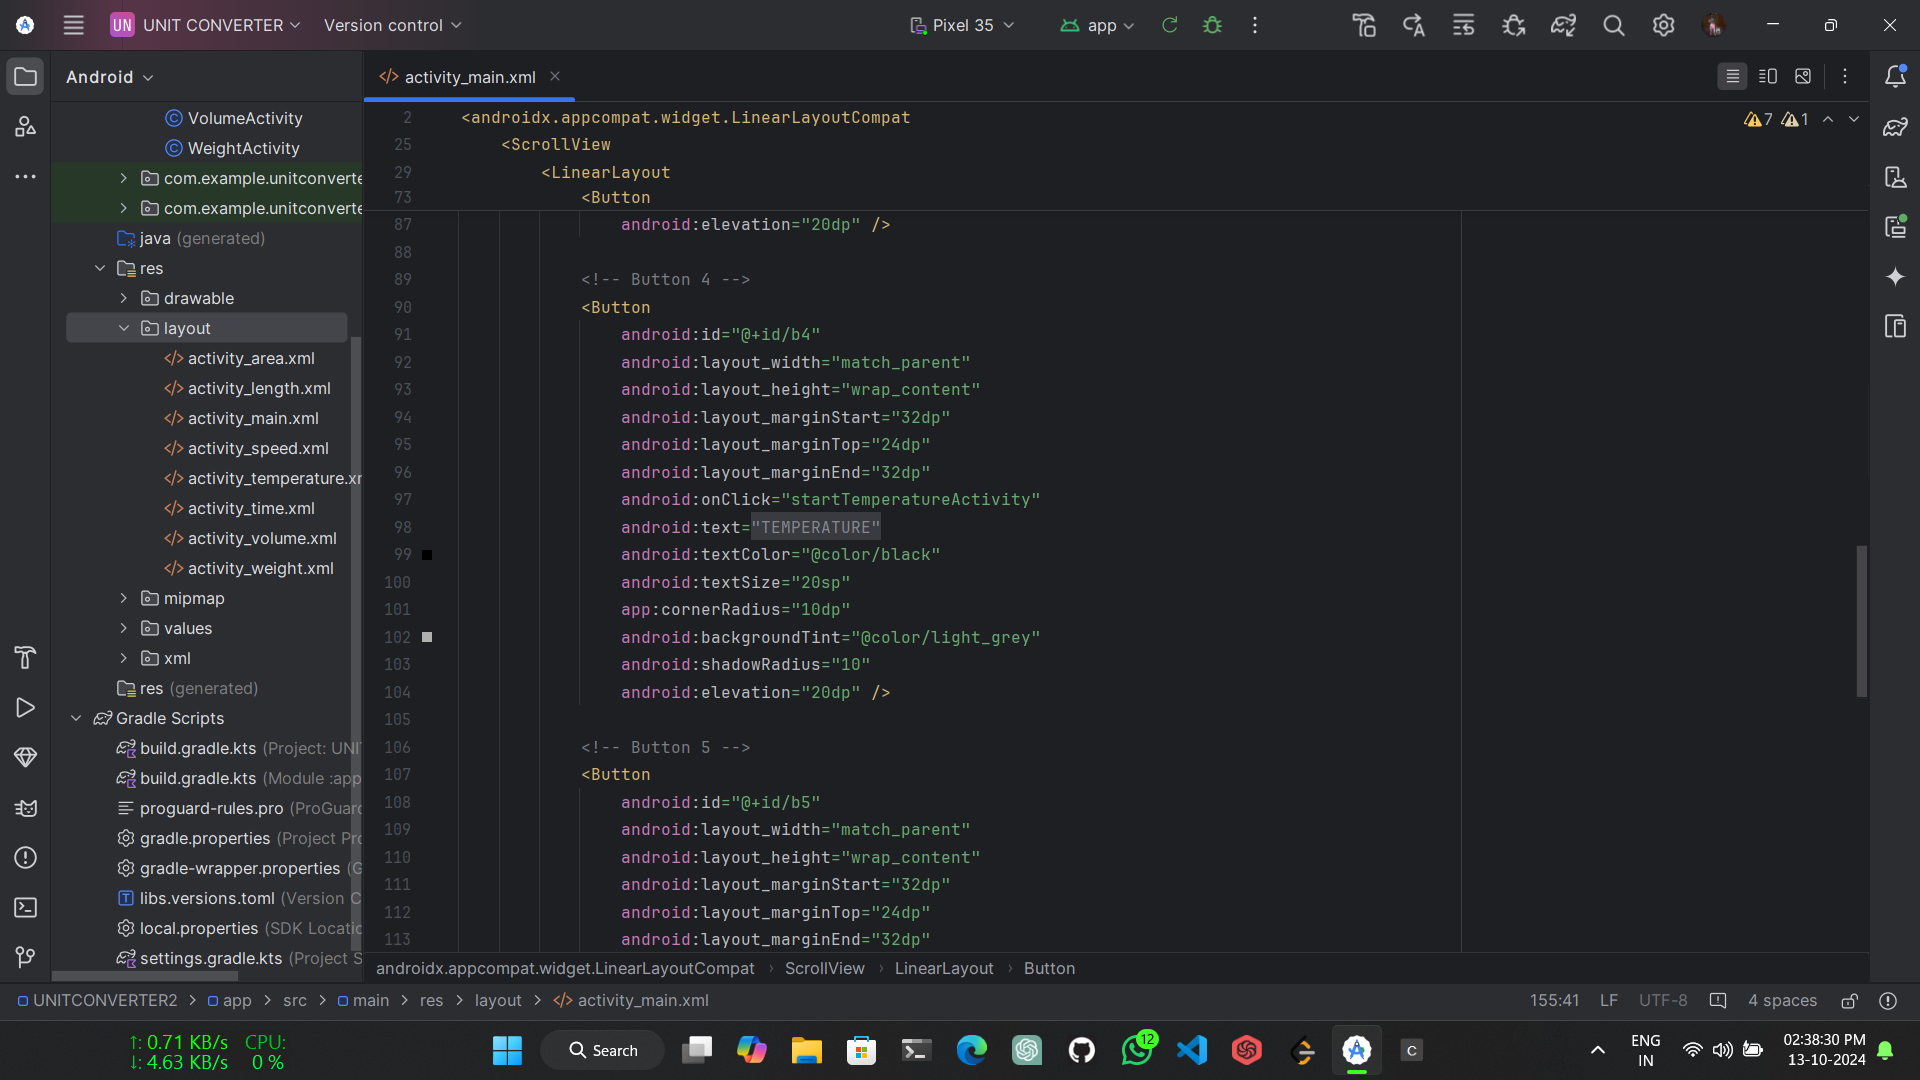 UN UNIT CONVERTER Version control Pixel 35 app
Android
VolumeActivity
WeightActivity
com.example.unitconverte
com.example.unitconverte
java (generated)
res
drawable
layout
activity_area.xml
activity_length.xml
activity_main.xml
activity_speed.xml
activity_temperature.xm
activity_time.xml
activity_volume.xml
activity_weight.xml
mipmap
values
xml
res (generated)
Gradle Scripts
build.gradle.kts (Project: UNI
build.gradle.kts (Module :app
proguard-rules.pro (ProGuard
gradle.properties (Project Pro
gradle-wrapper.properties (G
libs.versions.toml (Version C
local.properties (SDK Locatio
settings.gradle.kts (Project S
</> activity_main.xml
7 1
2 <androidx.appcompat.widget.LinearLayoutCompat
25 <ScrollView
29 <LinearLayout
73 <Button
87 android:elevation="20dp" />
88
89 <!-- Button 4 -->
90 <Button
91 android:id="@+id/b4"
92 android:layout_width="match_parent"
93 android:layout_height="wrap_content"
94 android:layout_marginStart="32dp"
95 android:layout_marginTop="24dp"
96 android:layout_marginEnd="32dp"
97 android:onClick="startTemperatureActivity"
98 android:text="TEMPERATURE"
99 android:textColor="@color/black"
100 android:textSize="20sp"
101 app:cornerRadius="10dp"
102 android:backgroundTint="@color/light_grey"
103 android:shadowRadius="10"
104 android:elevation="20dp" />
105
106 <!-- Button 5 -->
107 <Button
108 android:id="@+id/b5"
109 android:layout_width="match_parent"
110 android:layout_height="wrap_content"
111 android:layout_marginStart="32dp"
112 android:layout_marginTop="24dp"
113 android:layout_marginEnd="32dp"
androidx.appcompat.widget.LinearLayoutCompat › ScrollView › LinearLayout › Button
UNITCONVERTER2 > app > src > main > res > layout > </> activity_main.xml 155:41 LF UTF-8 4 spaces
↑: 0.71 KB/s CPU:
↓: 4.63 KB/s 0 %
Search
12
C
ENG
IN
02:38:30 PM
13-10-2024